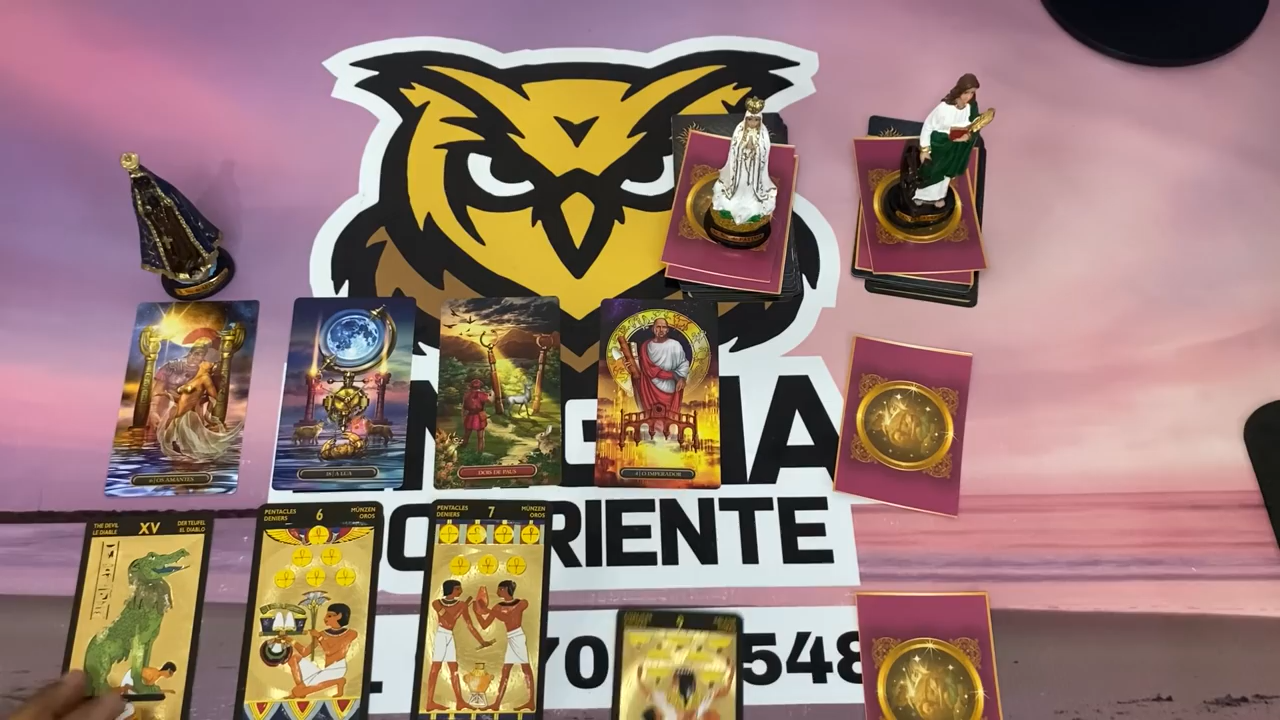 6 | OS AMANTES
18 | A LUA
DOIS DE PAUS
4 | O IMPERADOR
RIENTE
THE DEVIL
LE DIABLE
XV
DER TEUFEL
EL DIABLO
PENTACLES
DENIERS
6
MÜNZEN
OROS
PENTACLES
DENIERS
7
MÜNZEN
OROS
70
548